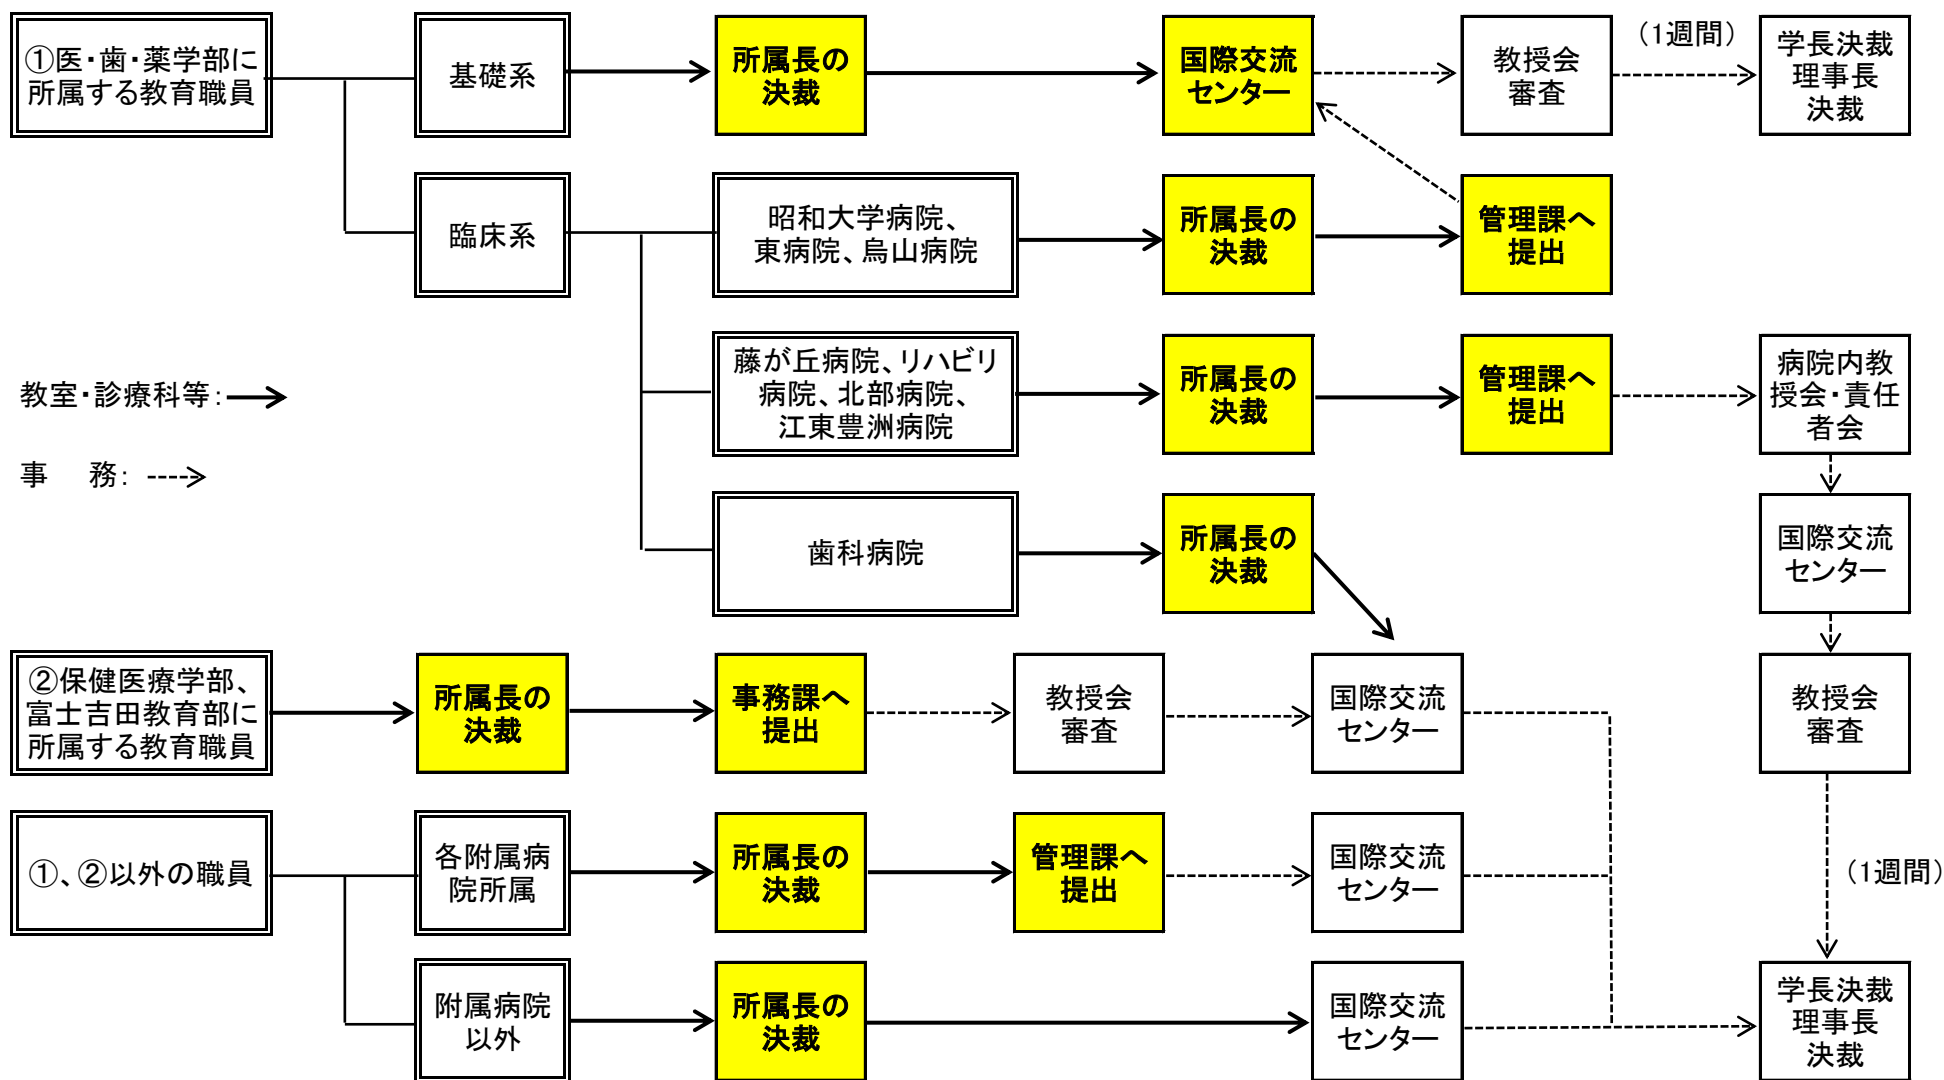 ①医・歯・薬学部に
所属する教育職員
基礎系
所属長の
決裁
国際交流
センター
教授会
審査
（1週間）
学長決裁
理事長
決裁
臨床系
昭和大学病院、
東病院、烏山病院
所属長の
決裁
管理課へ
提出
藤が丘病院、リハビリ
病院、北部病院、
江東豊洲病院
所属長の
決裁
管理課へ
提出
病院内教
授会・責任
者会
教室・診療科等：
事　務：
歯科病院
所属長の
決裁
国際交流
センター
②保健医療学部、
富士吉田教育部に
所属する教育職員
所属長の
決裁
事務課へ
提出
教授会
審査
国際交流
センター
教授会
審査
①、②以外の職員
各附属病
院所属
所属長の
決裁
管理課へ
提出
国際交流
センター
（1週間）
附属病院
以外
所属長の
決裁
国際交流
センター
学長決裁
理事長
決裁